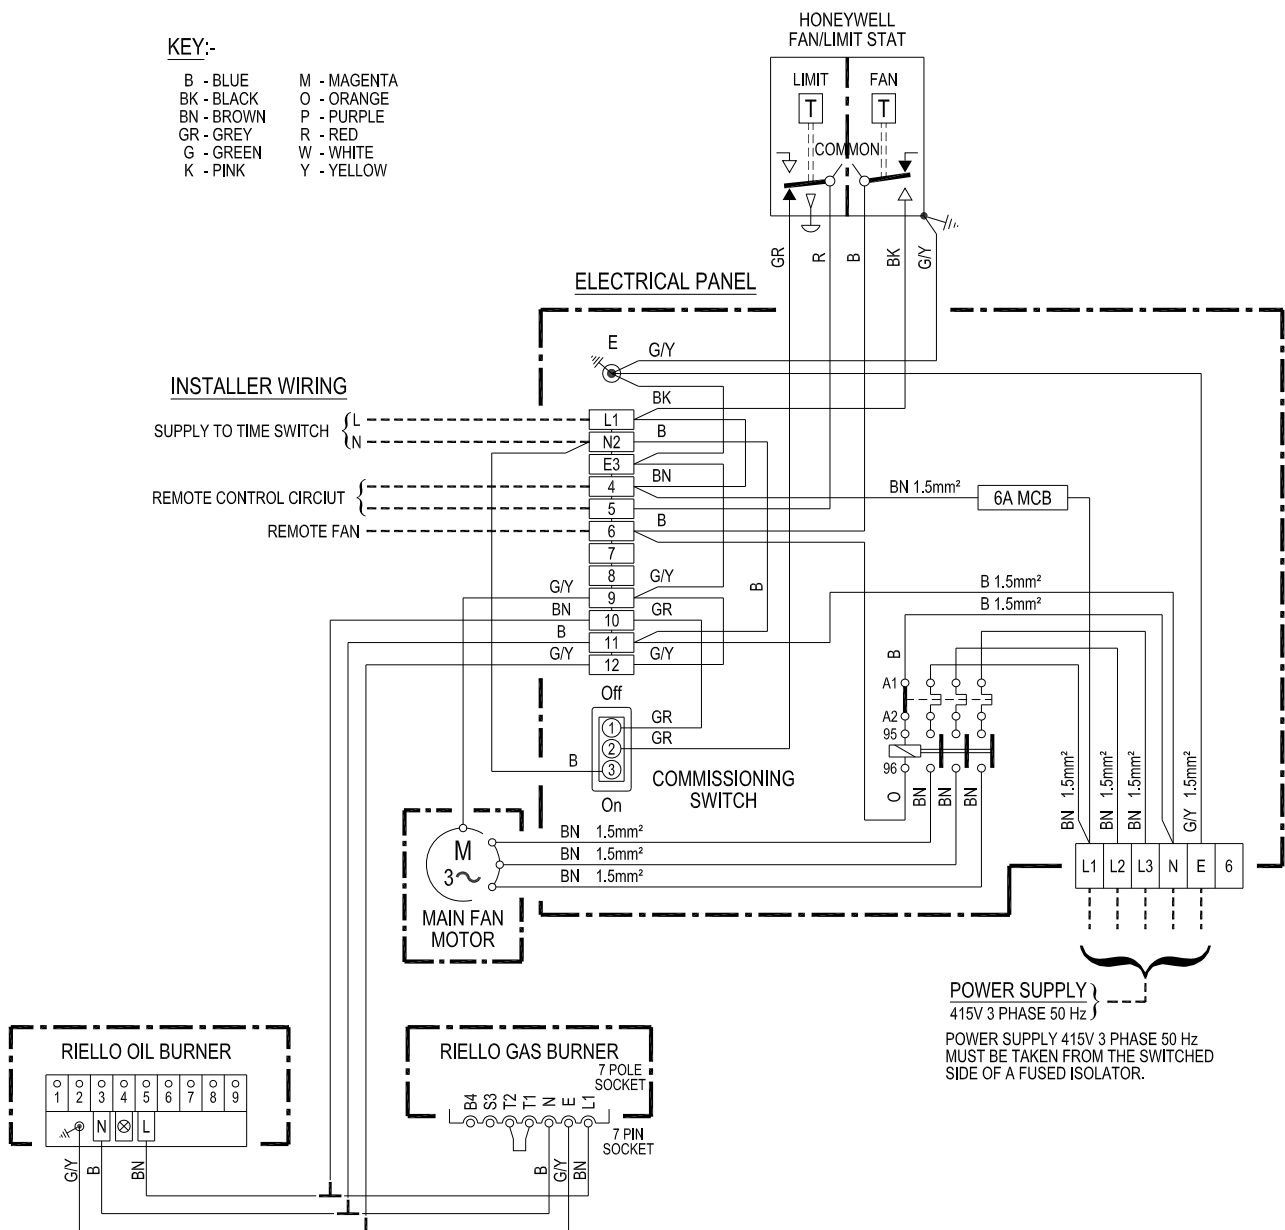 HONEYWELL
FAN/LIMIT STAT
KEY:-
B - BLUE
BK - BLACK
BN - BROWN
GR - GREY
G - GREEN
K - PINK
M - MAGENTA
O - ORANGE
P - PURPLE
R - RED
W - WHITE
Y - YELLOW
LIMIT
FAN
T
T
COMMON
GR
R
B
BK
G/Y
ELECTRICAL PANEL
E
G/Y
INSTALLER WIRING
SUPPLY TO TIME SWITCH
L
N
REMOTE CONTROL CIRCIUT
REMOTE FAN
L1
N2
E3
4
5
6
7
8
9
10
11
12
BK
B
BN
B
G/Y
GR
G/Y
B
G/Y
BN
B
G/Y
BN 1.5mm²
6A MCB
B 1.5mm²
B 1.5mm²
Off
1
2
3
On
GR
GR
B
COMMISSIONING
SWITCH
B
A1
A2
95
96
O
BN
BN
BN
BN 1.5mm²
BN 1.5mm²
BN 1.5mm²
G/Y 1.5mm²
M
3
MAIN FAN
MOTOR
BN 1.5mm²
BN 1.5mm²
BN 1.5mm²
L1
L2
L3
N
E
6
POWER SUPPLY
415V 3 PHASE 50 Hz
POWER SUPPLY 415V 3 PHASE 50 Hz
MUST BE TAKEN FROM THE SWITCHED
SIDE OF A FUSED ISOLATOR.
RIELLO OIL BURNER
1 2 3 4 5 6 7 8 9
N
L
G/Y
B
BN
RIELLO GAS BURNER
7 POLE
SOCKET
B4
S3
T2
T1
N
E
L1
7 PIN
SOCKET
B
G/Y
BN